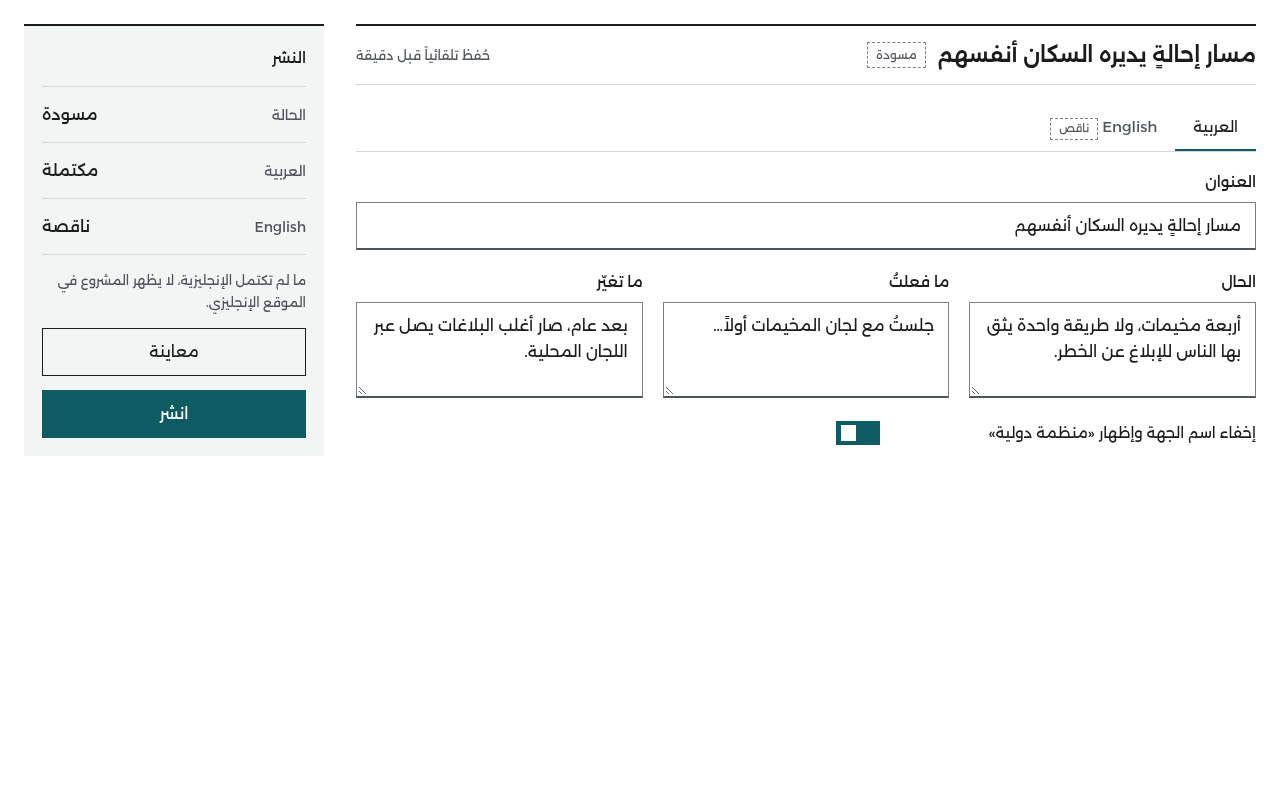 مسار إحالةٍ يديره السكان أنفسهم
مسودة
حُفظ تلقائياً قبل دقيقة
العربية
English
ناقص
العنوان
مسار إحالةٍ يديره السكان أنفسهم
الحال
أربعة مخيمات، ولا طريقة واحدة يثق
بها الناس للإبلاغ عن الخطر.
ما فعلتُ
جلستُ مع لجان المخيمات أولاً…
ما تغيّر
بعد عام، صار أغلب البلاغات يصل عبر
اللجان المحلية.
إخفاء اسم الجهة وإظهار «منظمة دولية»
النشر
الحالة
مسودة
العربية
مكتملة
English
ناقصة
ما لم تكتمل الإنجليزية، لا يظهر المشروع في
الموقع الإنجليزي.
معاينة
انشر